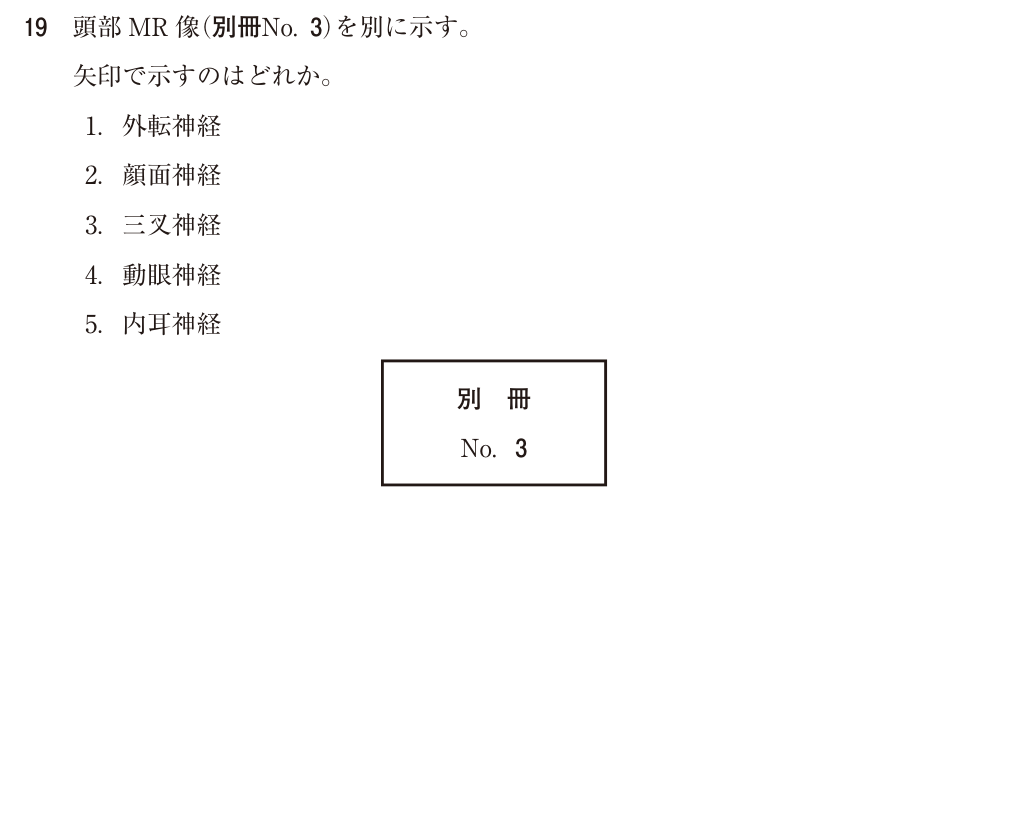 19 頭部 MR 像(別冊No. 3)を別に示す。
矢印で示すのはどれか。
1. 外転神経
2. 顔面神経
3. 三叉神経
4. 動眼神経
5. 内耳神経
別 冊
No. 3